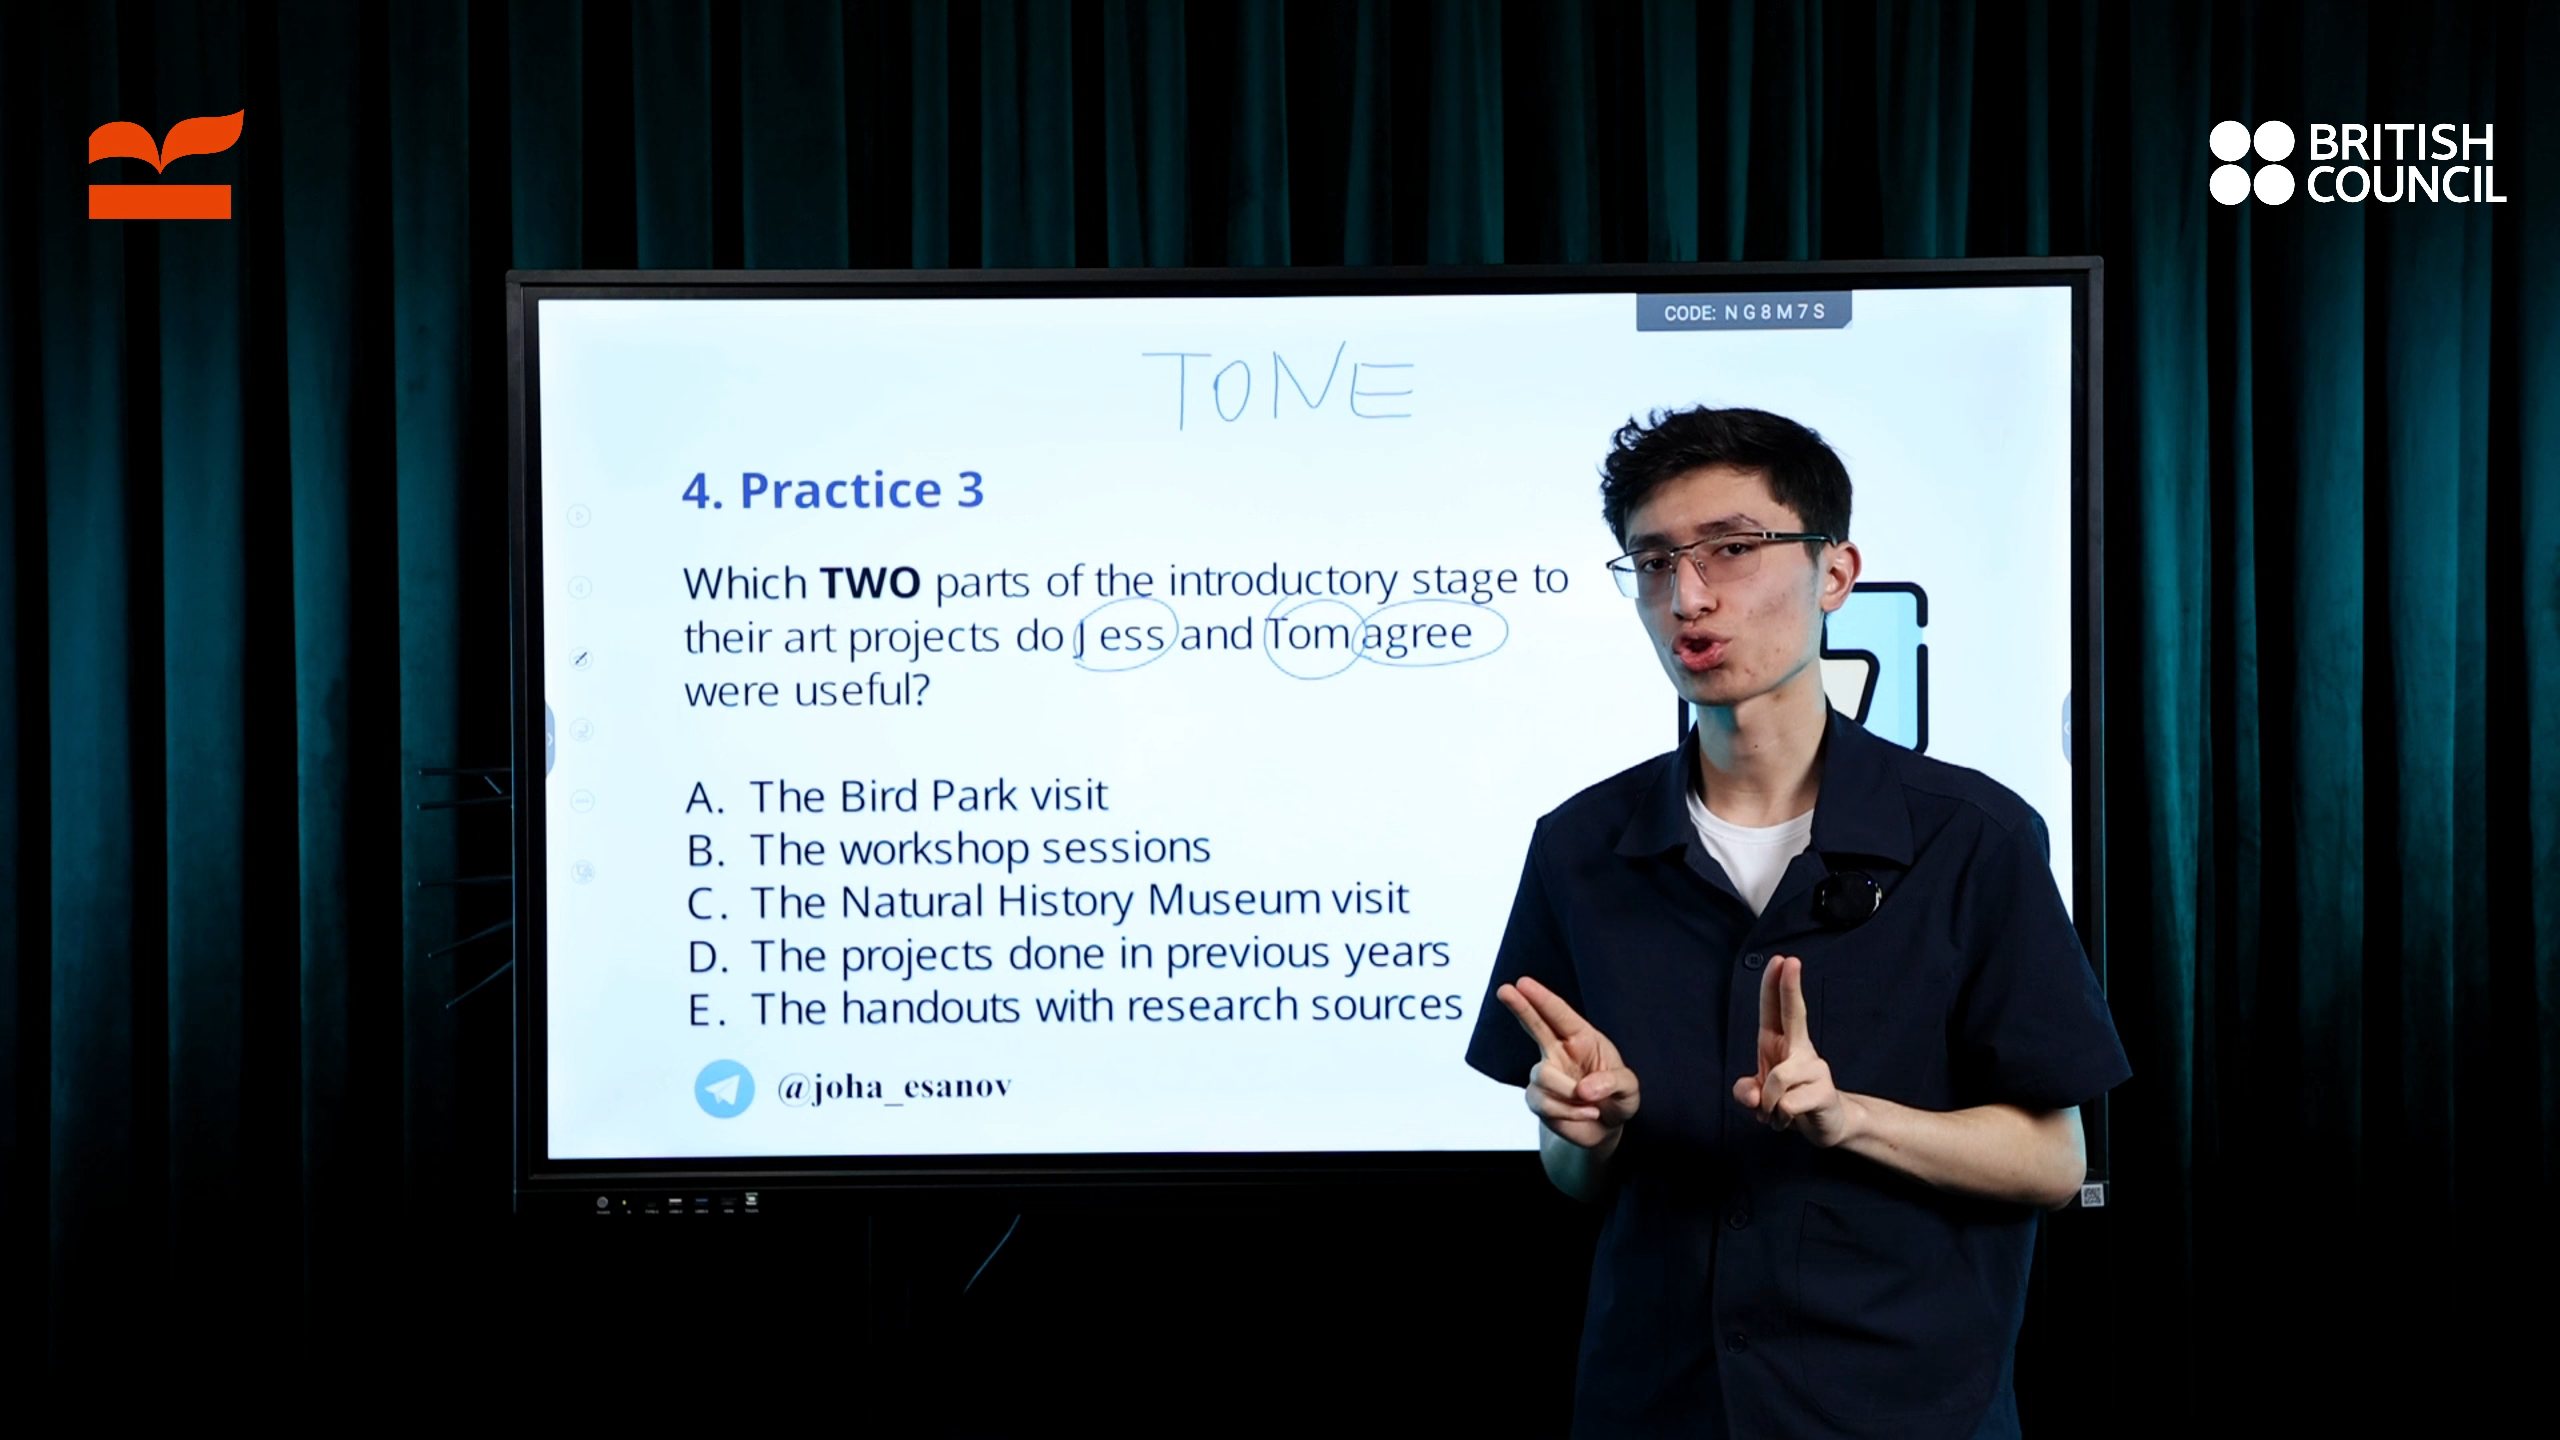 BRITISH
COUNCIL
CODE: NG8M7S
TONE
4. Practice 3
Which TWO parts of the introductory stage to
their art projects do Jess and Tom agree
were useful?
A. The Bird Park visit
B. The workshop sessions
C. The Natural History Museum visit
D. The projects done in previous years
E. The handouts with research sources
@joha_esanov